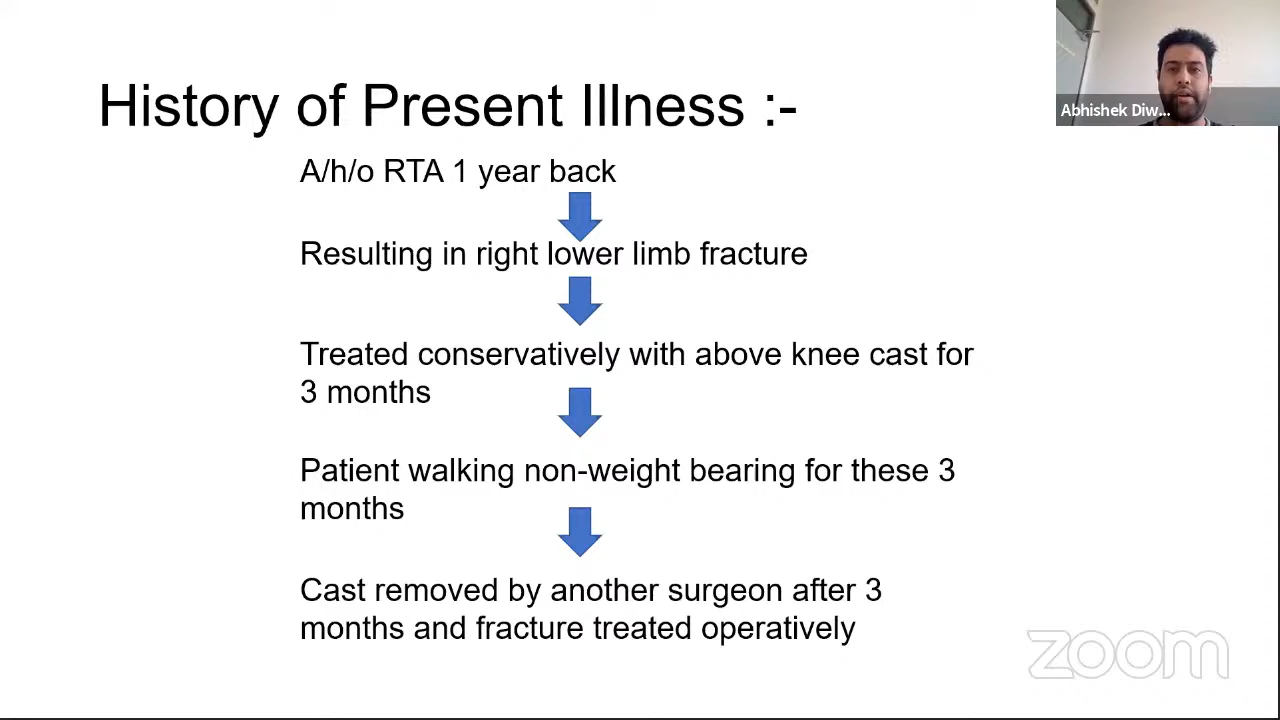 Abhishek Diw...
History of Present Illness :-
A/h/o RTA 1 year back
Resulting in right lower limb fracture
Treated conservatively with above knee cast for
3 months
Patient walking non-weight bearing for these 3
months
Cast removed by another surgeon after 3
months and fracture treated operatively
zoom